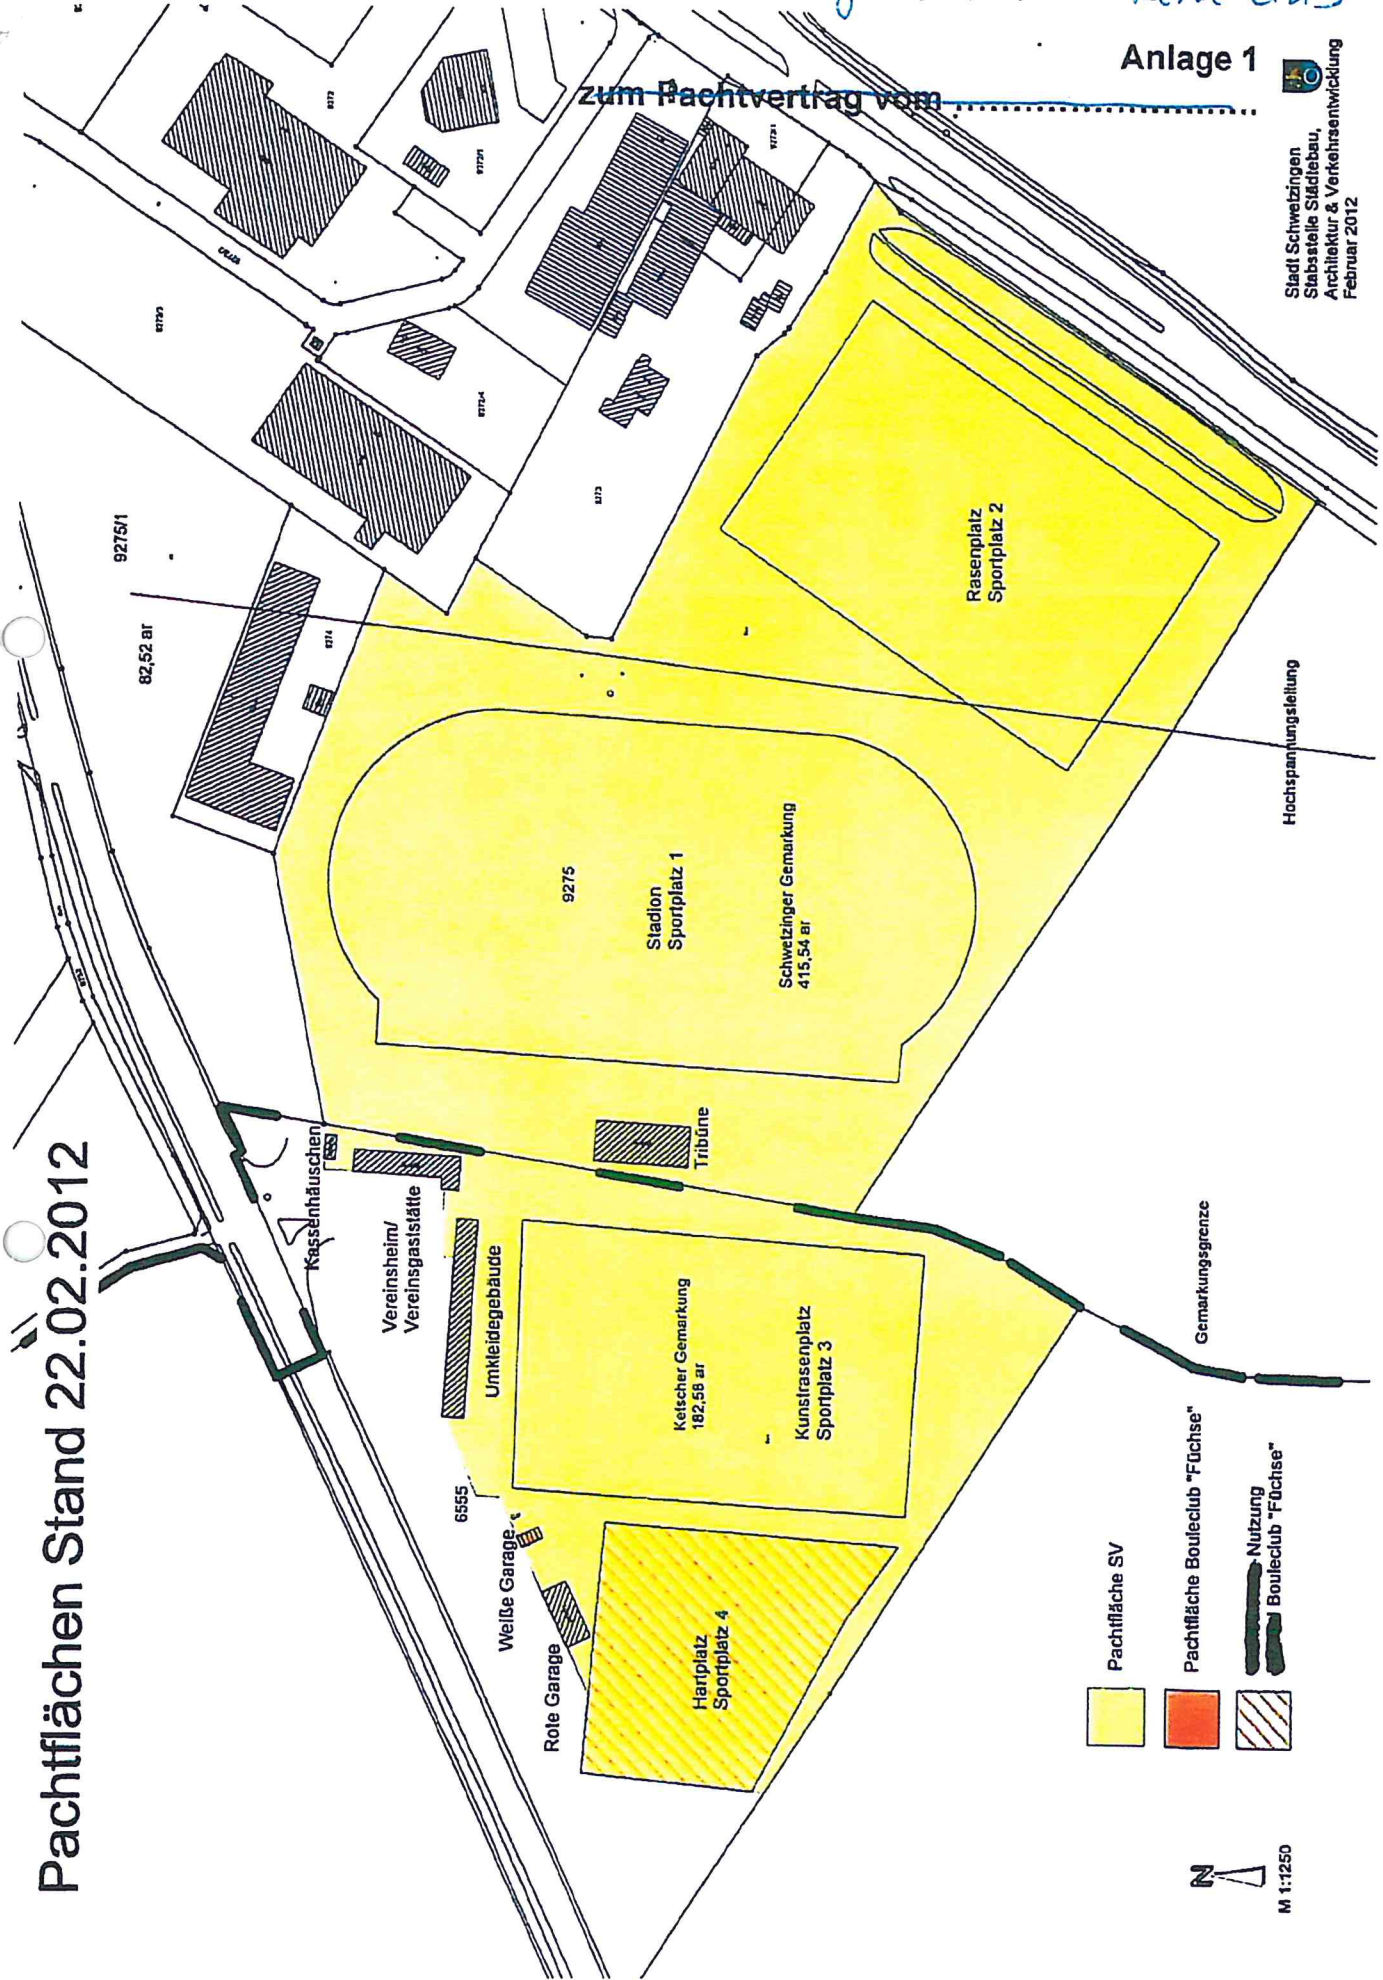 Anlage 1
zum Pachtvertrag vom
Pachtflächen Stand 22.02.2012
Stadt Schwetzingen
Stabsstelle Städtebau,
Architektur & Verkehrsentwicklung
Februar 2012
9275/1
82,52 ar
9274
9273
9272
9275
Stadion
Sportplatz 1
Schwetzinger Gemarkung
415,54 ar
Rasenplatz
Sportplatz 2
Hochspannungsleitung
Kassenhäuschen
Vereinsheim/
Vereinsgaststätte
Umkleidegebäude
Tribüne
Ketscher Gemarkung
182,58 ar
Kunstrasenplatz
Sportplatz 3
Gemarkungsgrenze
6555
Weiße Garage
Rote Garage
Hartplatz
Sportplatz 4
Pachtfläche SV
Pachtfläche Bouleclub "Füchse"
Nutzung
Bouleclub "Füchse"
N
M 1:1250